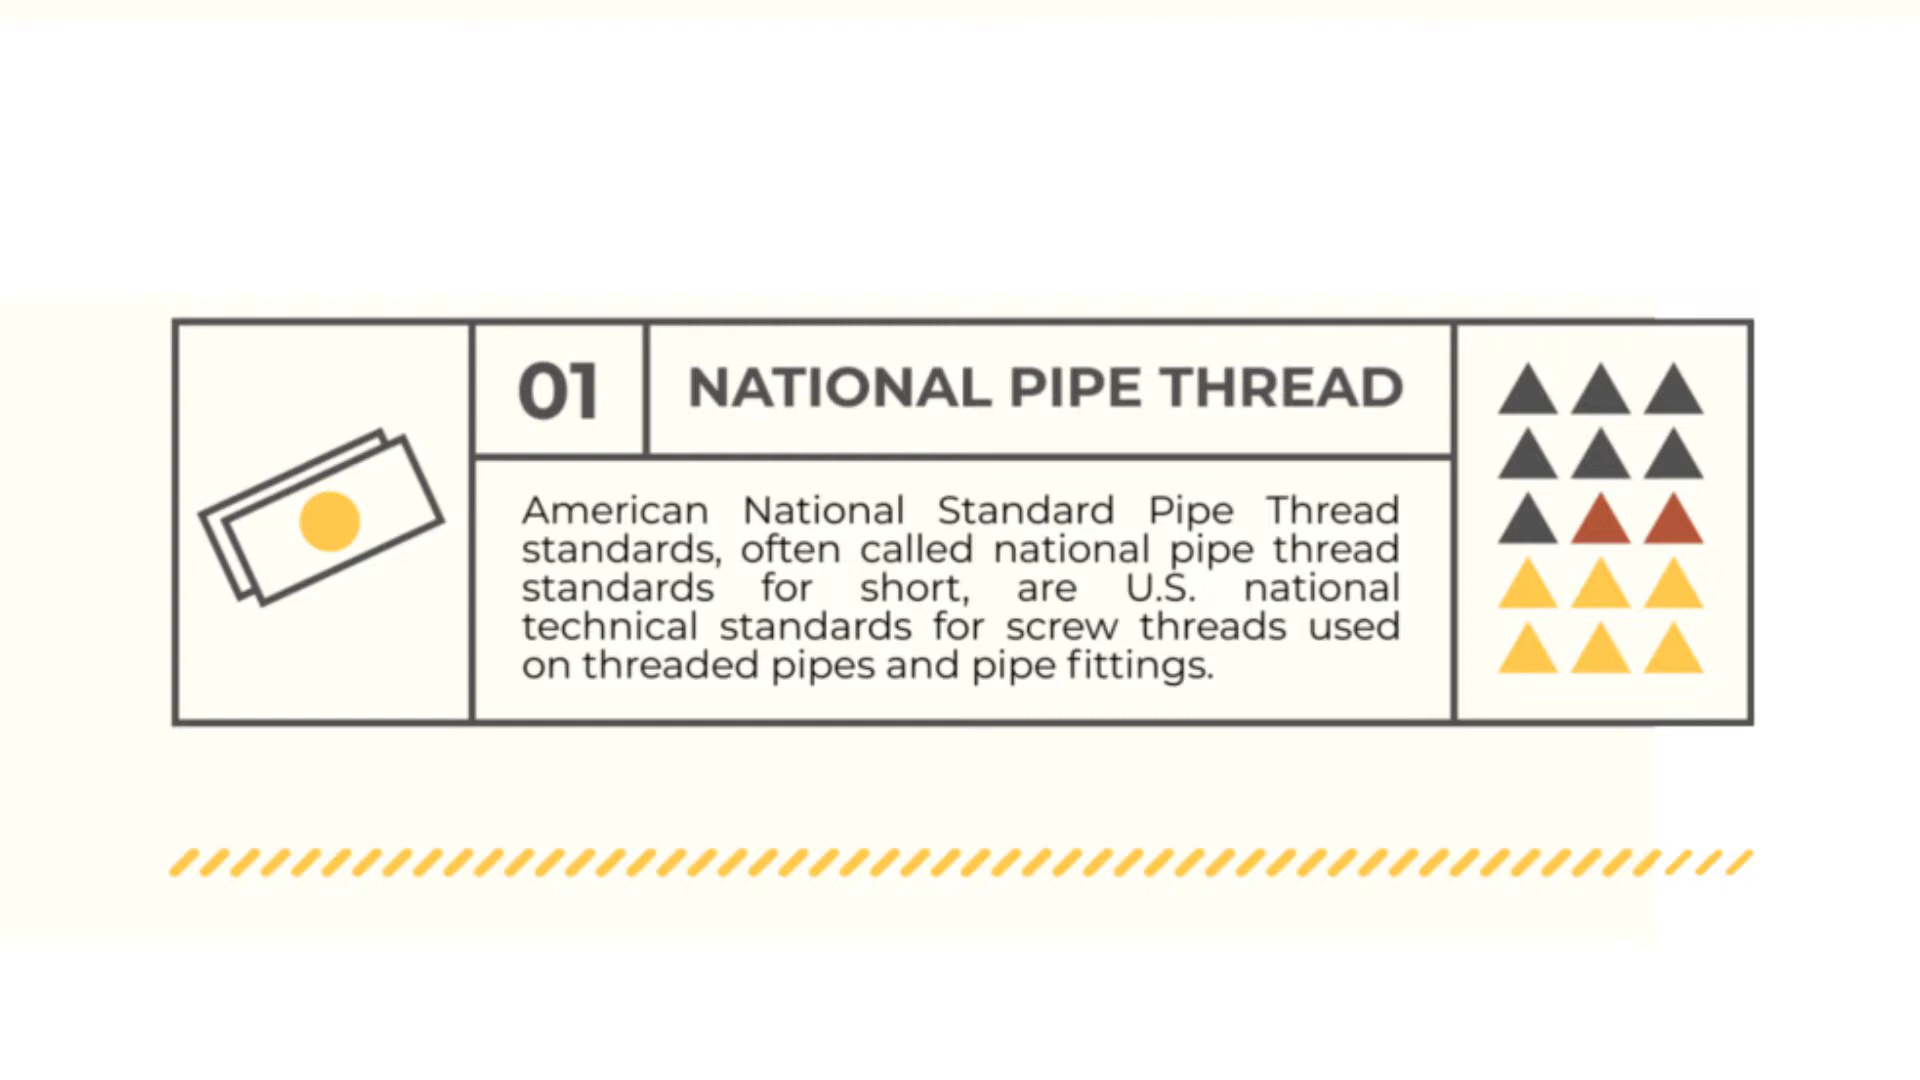 01
NATIONAL PIPE THREAD
American National Standard Pipe Thread
standards, often called national pipe thread
standards for short, are U.S. national
technical standards for screw threads used
on threaded pipes and pipe fittings.